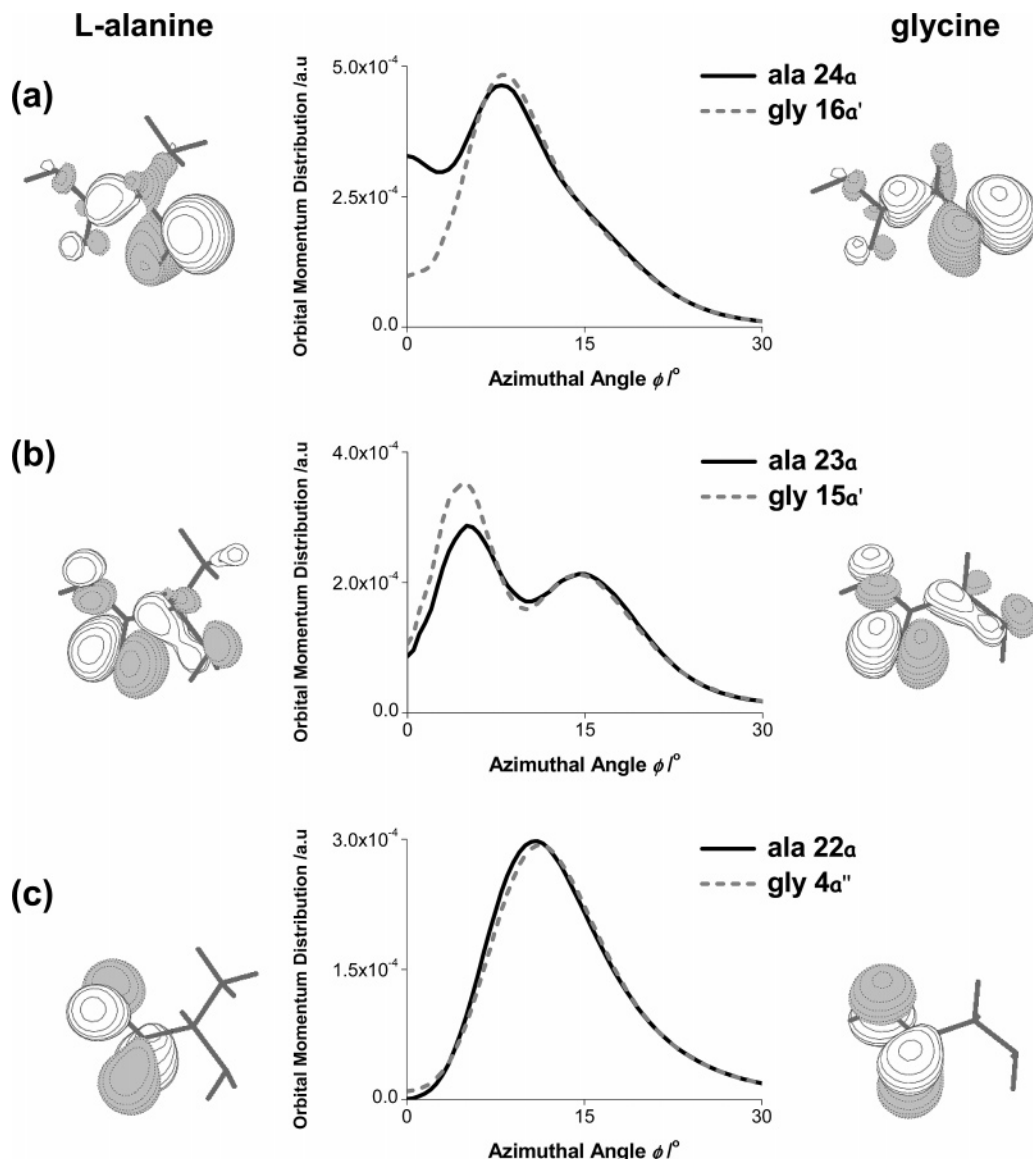 L-alanine
glycine
(a)
5.0x10⁻⁴
2.5x10⁻⁴
0.0
Orbital Momentum Distribution /a.u
0 15 30
Azimuthal Angle ϕ/°
ala 24a
gly 16a'
(b)
4.0x10⁻⁴
2.0x10⁻⁴
0.0
Orbital Momentum Distribution /a.u
0 15 30
Azimuthal Angle ϕ/°
ala 23a
gly 15a'
(c)
3.0x10⁻⁴
1.5x10⁻⁴
0.0
Orbital Momentum Distribution /a.u
0 15 30
Azimuthal Angle ϕ/°
ala 22a
gly 4a"